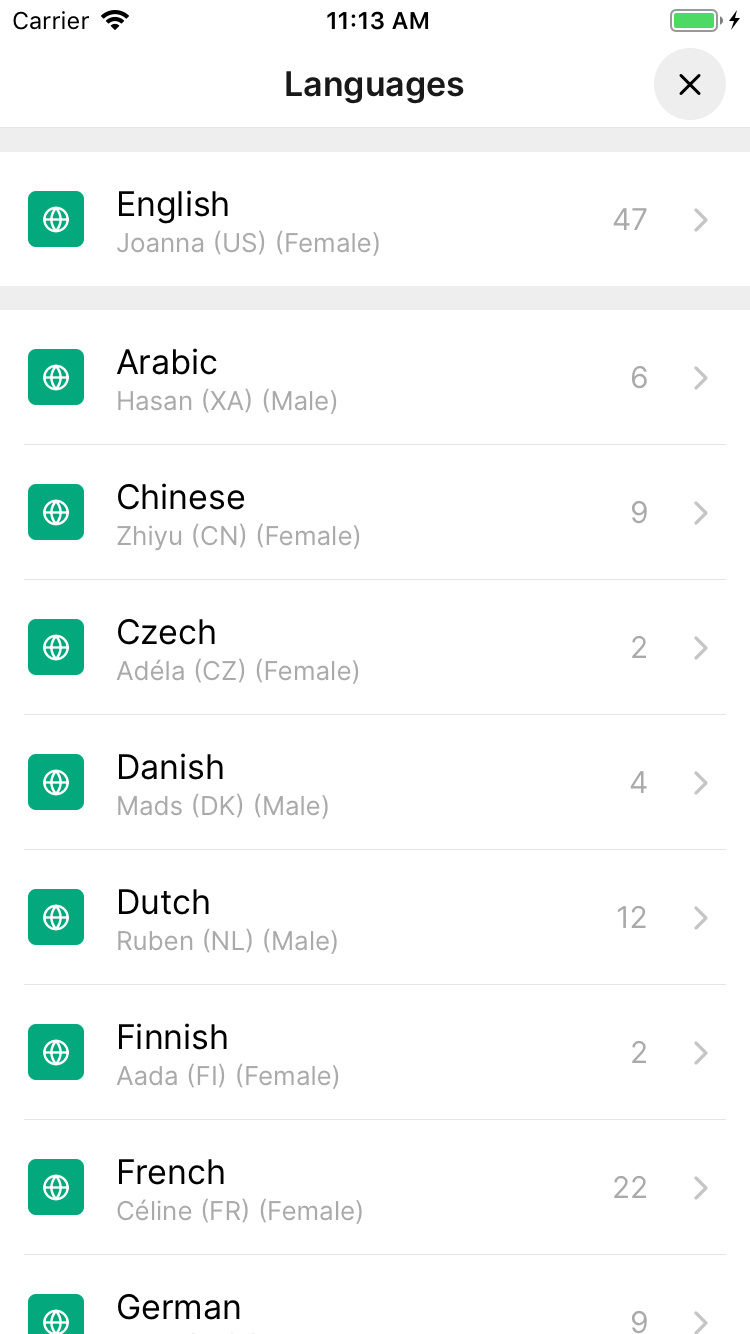 Carrier 11:13 AM
Languages
English
Joanna (US) (Female)
47
Arabic
Hasan (XA) (Male)
6
Chinese
Zhiyu (CN) (Female)
9
Czech
Adéla (CZ) (Female)
2
Danish
Mads (DK) (Male)
4
Dutch
Ruben (NL) (Male)
12
Finnish
Aada (FI) (Female)
2
French
Céline (FR) (Female)
22
German
9